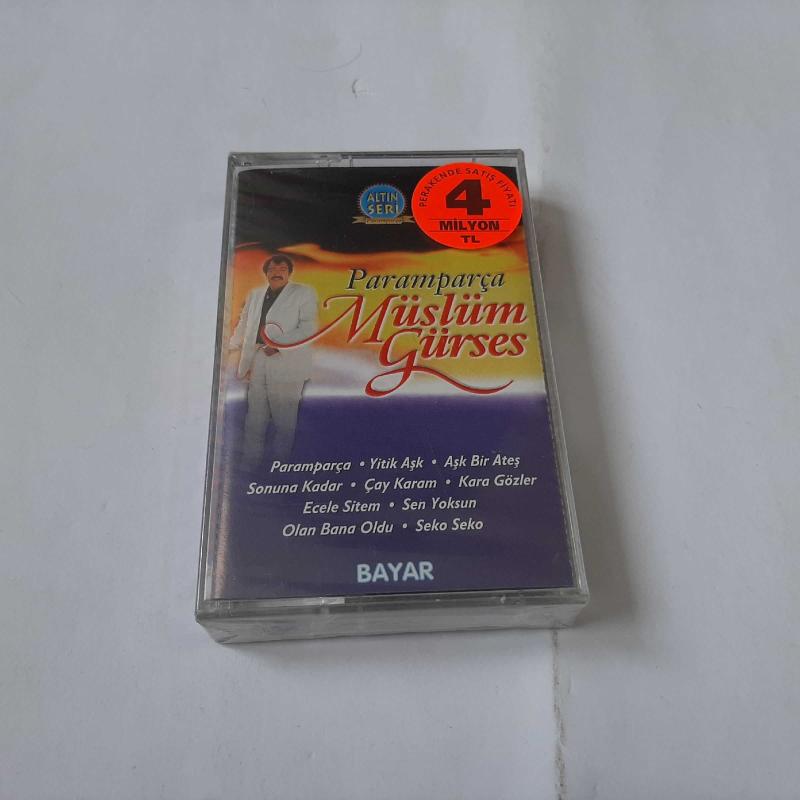 ALTIN
SERİ
PERAKENDE SATIŞ FİYATI
4
MİLYON
TL
Paramparça
Müslüm
Gürses
Paramparça • Yitik Aşk • Aşk Bir Ateş
Sonuna Kadar • Çay Karam • Kara Gözler
Ecele Sitem • Sen Yoksun
Olan Bana Oldu • Seko Seko
BAYAR